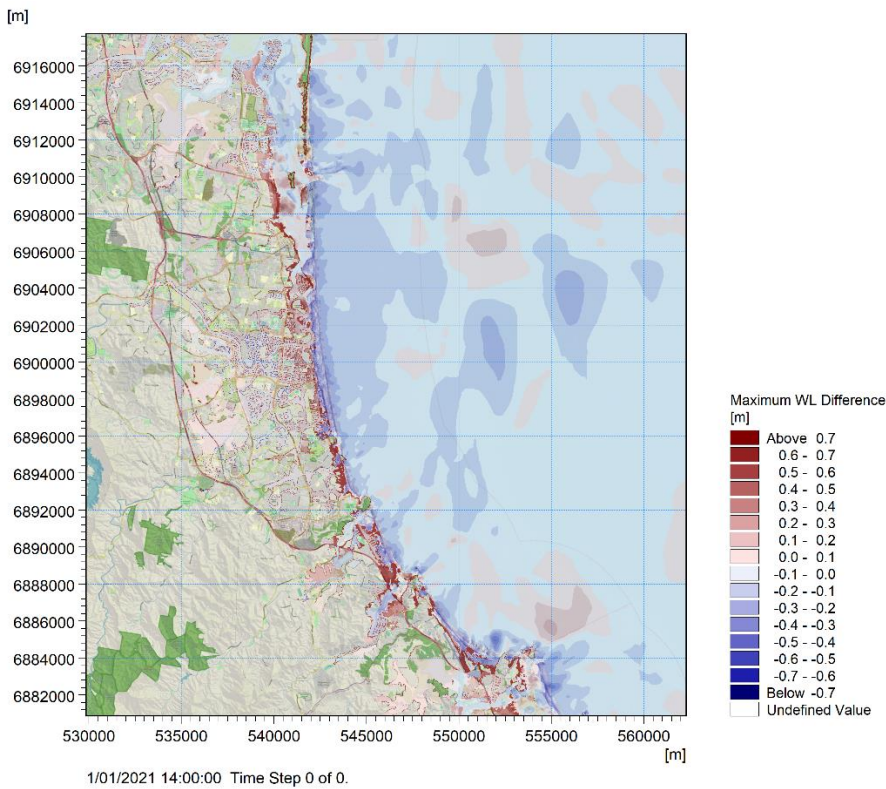 [m]
6916000
6914000
6912000
6910000
6908000
6906000
6904000
6902000
6900000
6898000
6896000
6894000
6892000
6890000
6888000
6886000
6884000
6882000
530000 535000 540000 545000 550000 555000 560000
[m]
1/01/2021 14:00:00 Time Step 0 of 0.
Maximum WL Difference
[m]
Above 0.7
0.6 - 0.7
0.5 - 0.6
0.4 - 0.5
0.3 - 0.4
0.2 - 0.3
0.1 - 0.2
0.0 - 0.1
-0.1 - 0.0
-0.2 - -0.1
-0.3 - -0.2
-0.4 - -0.3
-0.5 - -0.4
-0.6 - -0.5
-0.7 - -0.6
Below -0.7
Undefined Value